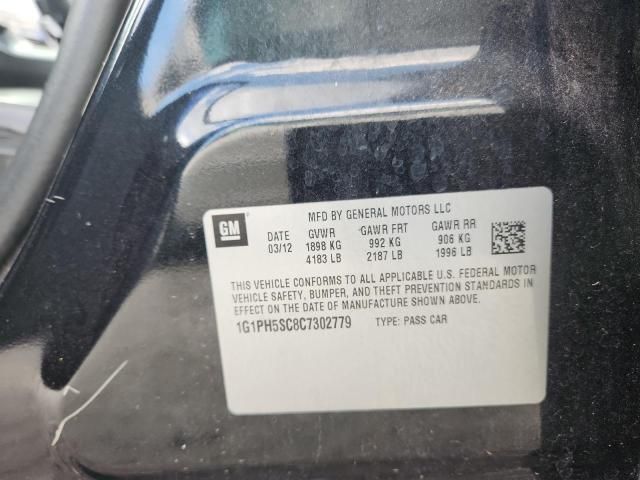 MFD BY GENERAL MOTORS LLC
GM
DATE GVWR GAWR FRT GAWR RR
03/12 1898 KG 992 KG 906 KG
4183 LB 2187 LB 1996 LB
THIS VEHICLE CONFORMS TO ALL APPLICABLE U.S. FEDERAL MOTOR
VEHICLE SAFETY, BUMPER, AND THEFT PREVENTION STANDARDS IN
EFFECT ON THE DATE OF MANUFACTURE SHOWN ABOVE.
1G1PH5SC8C7302779 TYPE: PASS CAR